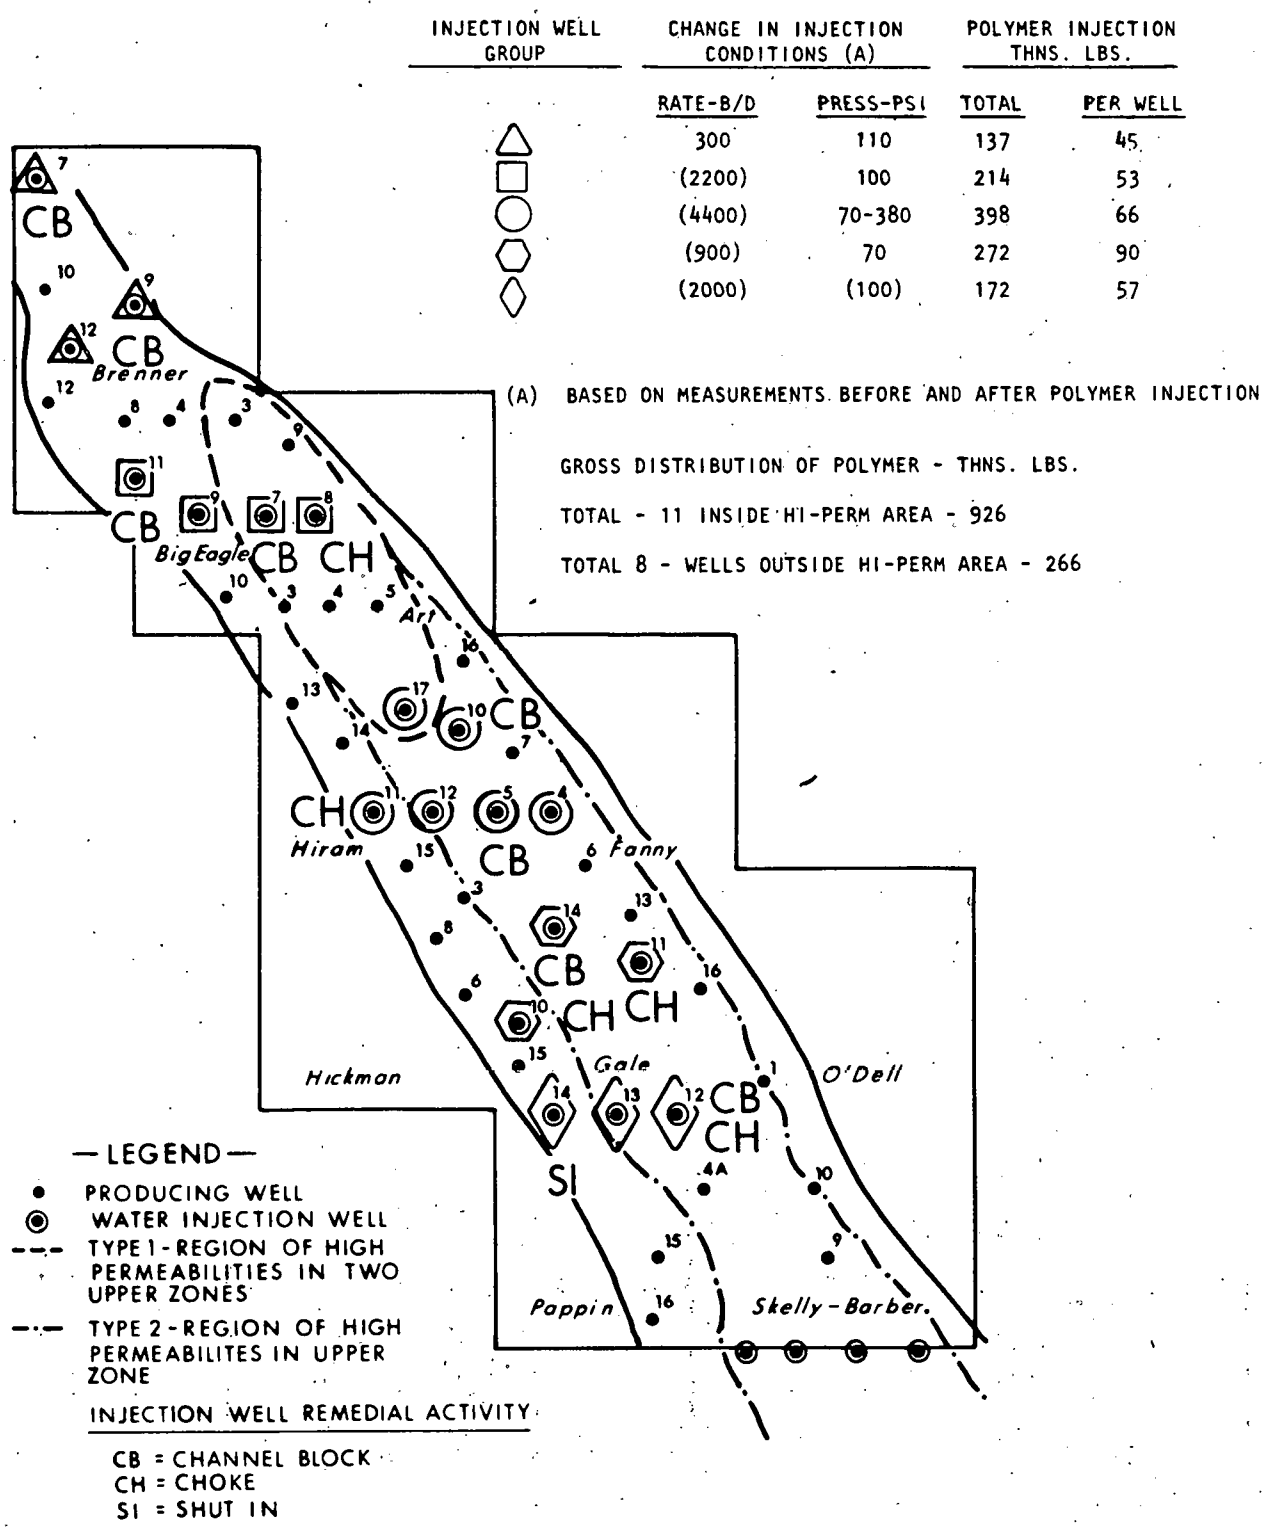 INJECTION WELL GROUP
CHANGE IN INJECTION CONDITIONS (A)
POLYMER INJECTION THNS. LBS.
RATE-B/D PRESS-PSI TOTAL PER WELL
300 110 137 45
(2200) 100 214 53
(4400) 70-380 398 66
(900) 70 272 90
(2000) (100) 172 57
(A) BASED ON MEASUREMENTS BEFORE AND AFTER POLYMER INJECTION
GROSS DISTRIBUTION OF POLYMER - THNS. LBS.
TOTAL - 11 INSIDE HI-PERM AREA - 926
TOTAL 8 - WELLS OUTSIDE HI-PERM AREA - 266
7
CB
10
9
12
CB
Brenner
12
8 4 3
9
11
CB
9 7 8
Big Eagle CB CH
10 3 4 5
Art
16
13
17
10 CB
14
7
CH 11 12 5 4
Hiram
CB
15
6 Fanny
3
14
13
8
CB
11
16
6
10 CH CH
15
Hickman
Gale
1
O'Dell
14 13 12 CB
CH
SI
4A
10
15
9
16
Pappin
Skelly-Barber
— LEGEND —
PRODUCING WELL
WATER INJECTION WELL
TYPE 1 - REGION OF HIGH
PERMEABILITIES IN TWO
UPPER ZONES
TYPE 2 - REGION OF HIGH
PERMEABILITES IN UPPER
ZONE
INJECTION WELL REMEDIAL ACTIVITY
CB = CHANNEL BLOCK
CH = CHOKE
SI = SHUT IN